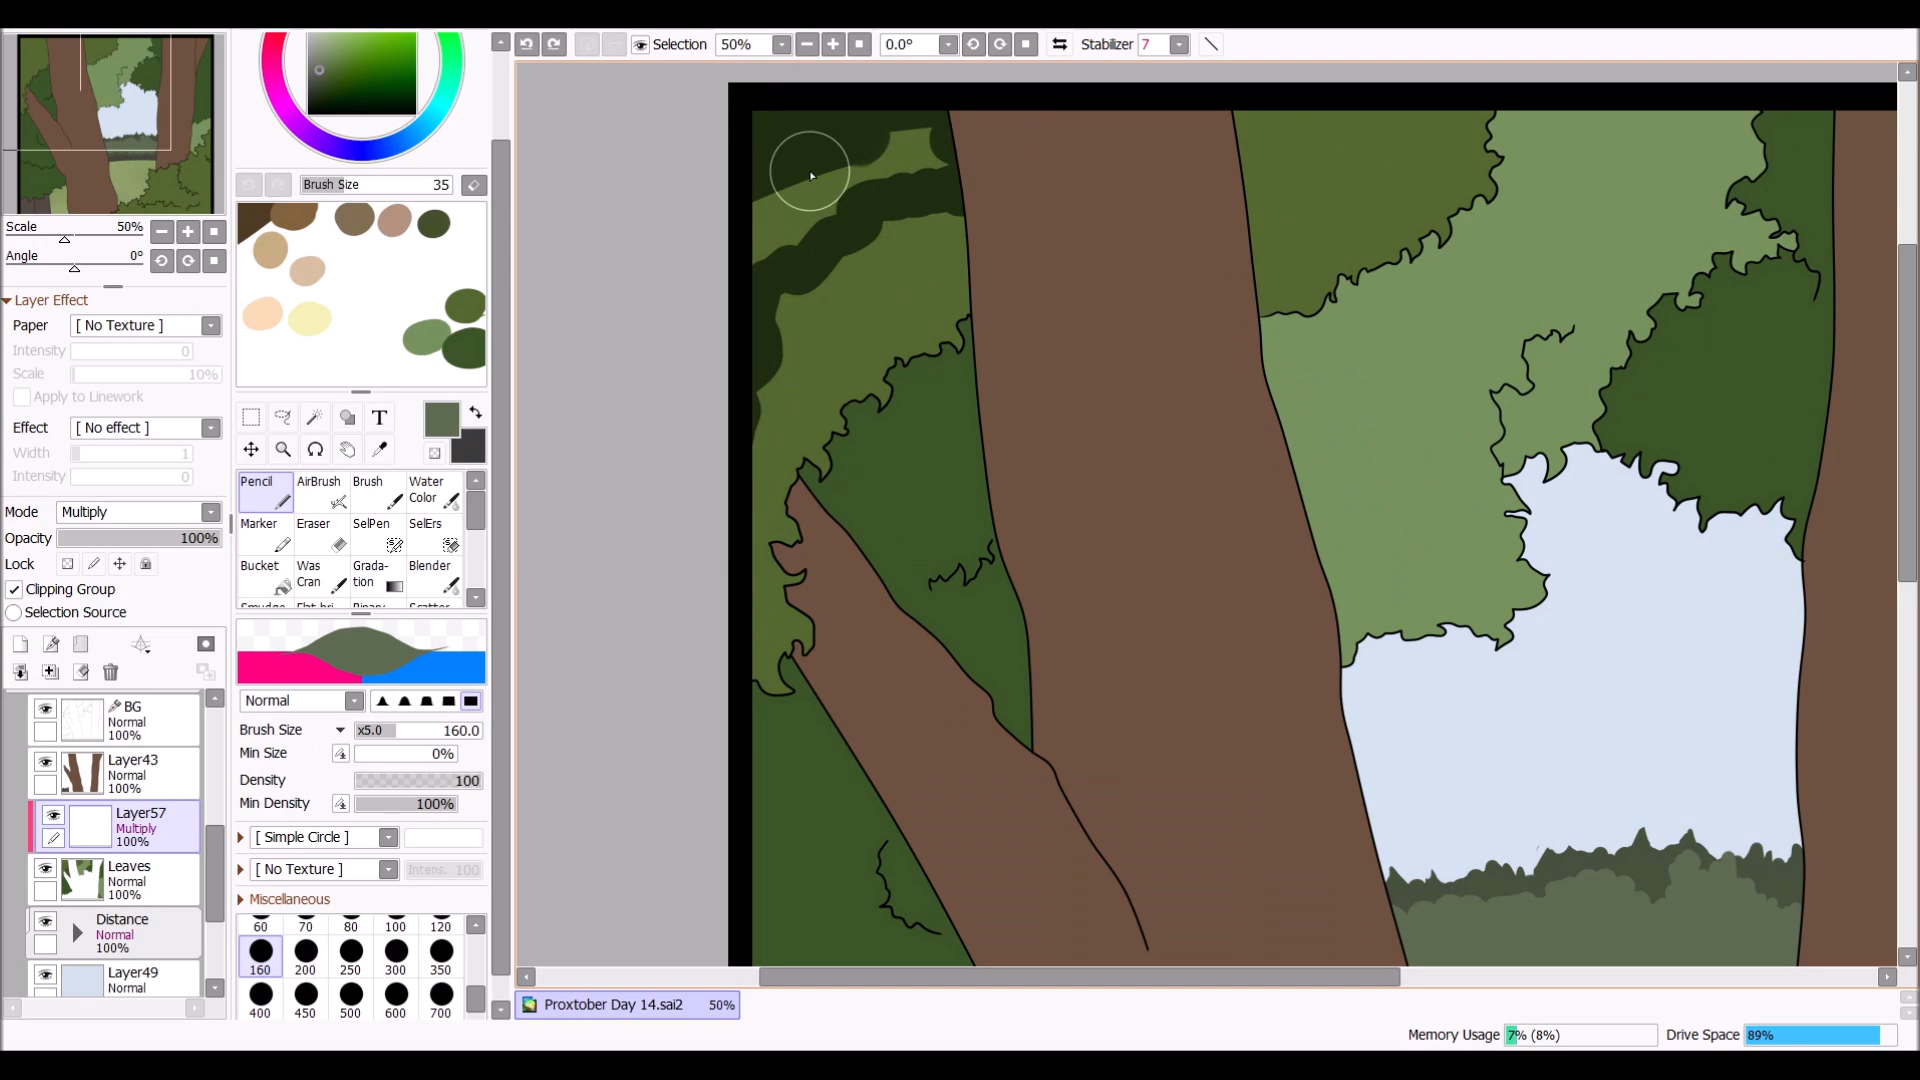 Selection
50%
0.0°
Stabilizer
7
Brush Size
35
Scale
50%
Angle
0°
Layer Effect
Paper
[ No Texture ]
Intensity
0
Scale
10%
Apply to Linework
Effect
[ No effect ]
Width
1
Intensity
0
Mode
Multiply
Opacity
100%
Lock
Clipping Group
Selection Source
T
Pencil
AirBrush
Brush
Water
Color
Marker
Eraser
SelPen
SelErs
Bucket
Was
Cran
Grada-
tion
Blender
Normal
Brush Size
x5.0
160.0
Min Size
0%
Density
100
Min Density
100%
[ Simple Circle ]
[ No Texture ]
Intens.
100
Miscellaneous
60
70
80
100
120
160
200
250
300
350
400
450
500
600
700
BG
Normal
100%
Layer43
Normal
100%
Layer57
Multiply
100%
Leaves
Normal
100%
Distance
Normal
100%
Layer49
Normal
Proxtober Day 14.sai2
50%
Memory Usage
7% (8%)
Drive Space
89%